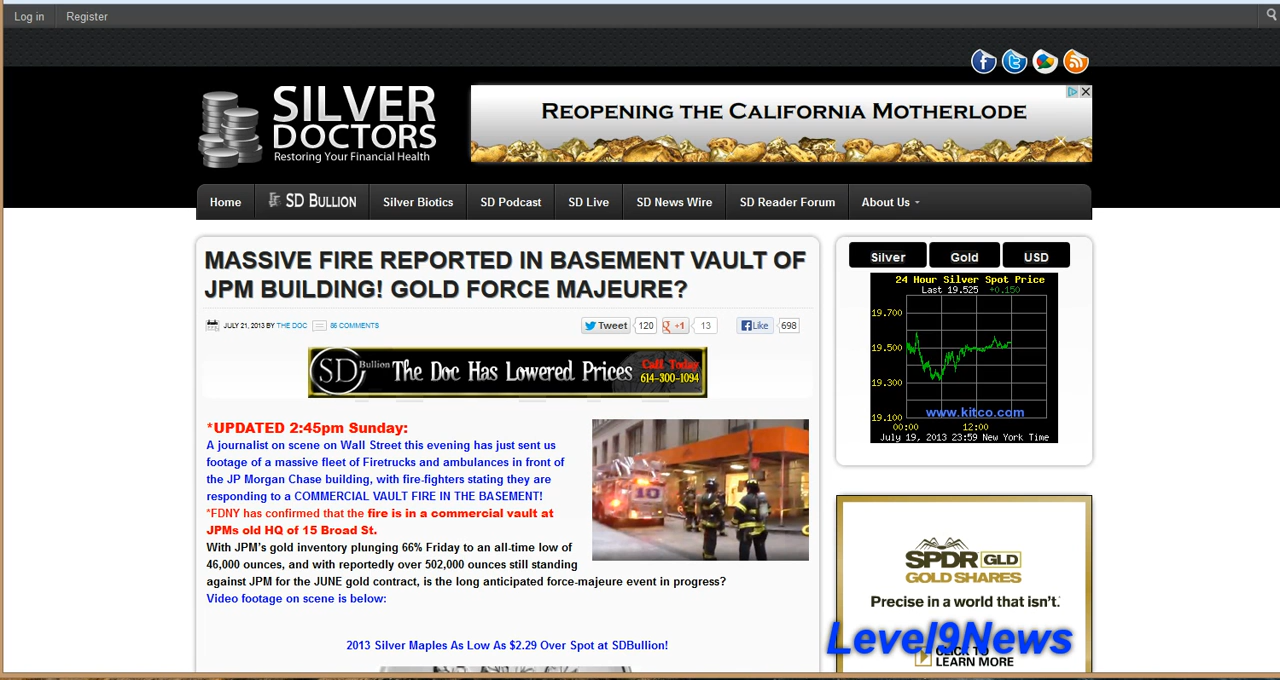 Log in Register
SILVER
DOCTORS
Restoring Your Financial Health
REOPENING THE CALIFORNIA MOTHERLODE
Home SD BULLION Silver Biotics SD Podcast SD Live SD News Wire SD Reader Forum About Us
MASSIVE FIRE REPORTED IN BASEMENT VAULT OF
JPM BUILDING! GOLD FORCE MAJEURE?
JULY 21, 2013 BY THE DOC 86 COMMENTS
Tweet 120 +1 13 Like 698
SD Bullion The Doc Has Lowered Prices Call Today
614-300-1094
*UPDATED 2:45pm Sunday:
A journalist on scene on Wall Street this evening has just sent us
footage of a massive fleet of Firetrucks and ambulances in front of
the JP Morgan Chase building, with fire-fighters stating they are
responding to a COMMERCIAL VAULT FIRE IN THE BASEMENT!
*FDNY has confirmed that the fire is in a commercial vault at
JPMs old HQ of 15 Broad St.
With JPM's gold inventory plunging 66% Friday to an all-time low of
46,000 ounces, and with reportedly over 502,000 ounces still standing
against JPM for the JUNE gold contract, is the long anticipated force-majeure event in progress?
Video footage on scene is below:
10
2013 Silver Maples As Low As $2.29 Over Spot at SDBullion!
Silver Gold USD
24 Hour Silver Spot Price
Last 19.525 +0.150
19.700
19.500
19.300
19.100
www.kitco.com
00:00 12:00
July 19, 2013 23:59 New York Time
SPDR GLD
GOLD SHARES
Precise in a world that isn't.
Level9News
CLICK TO
LEARN MORE